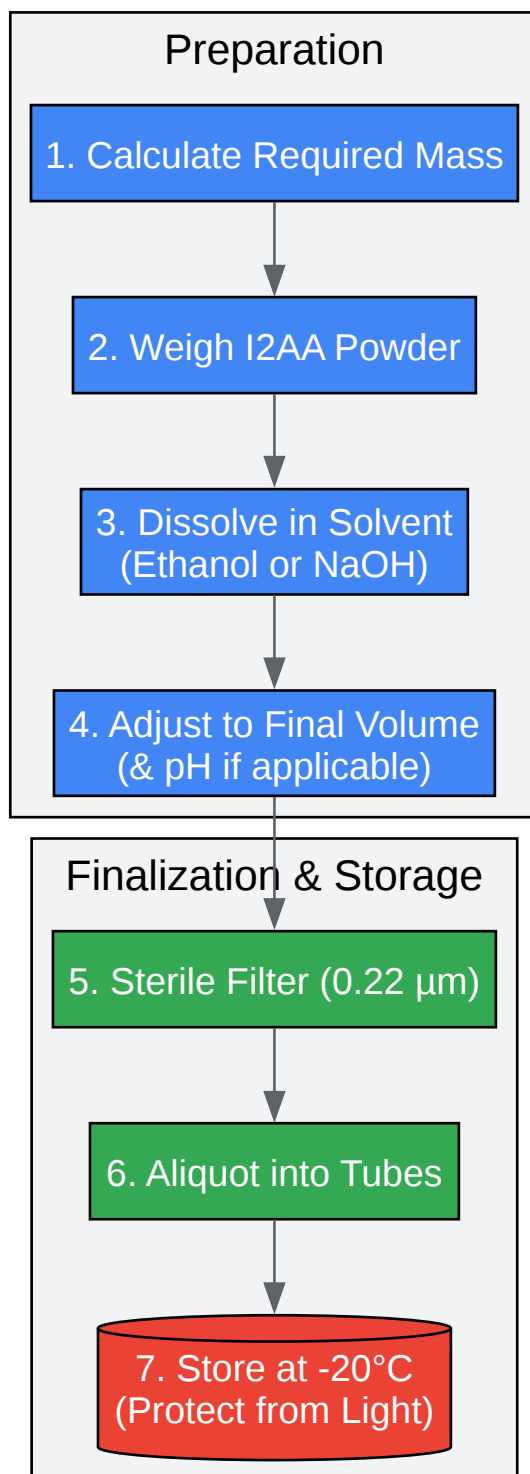 Preparation
1. Calculate Required Mass
2. Weigh I2AA Powder
3. Dissolve in Solvent
(Ethanol or NaOH)
4. Adjust to Final Volume
(& pH if applicable)
Finalization & Storage
5. Sterile Filter (0.22 µm)
6. Aliquot into Tubes
7. Store at -20°C
(Protect from Light)